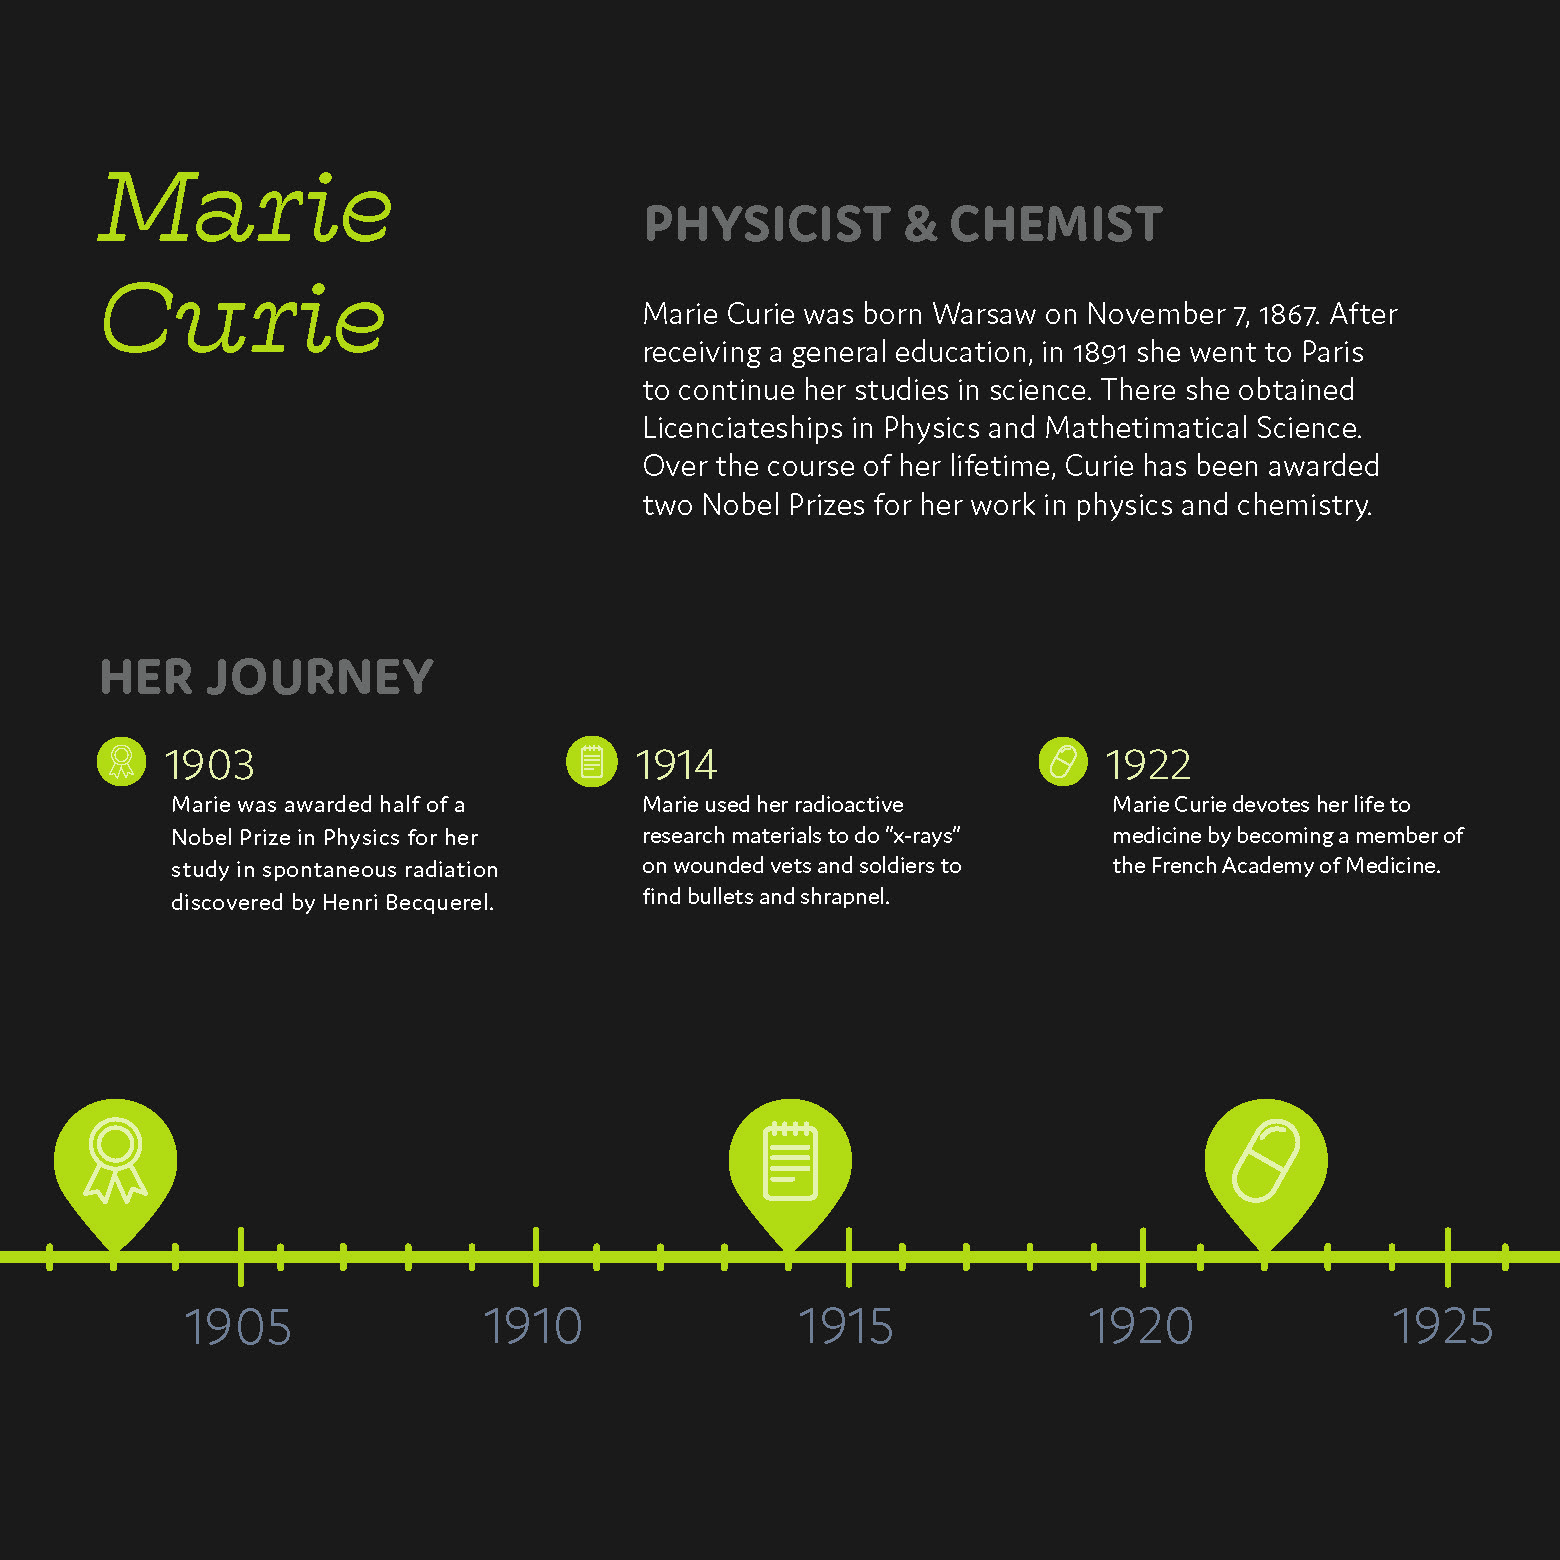 Marie
Curie
PHYSICIST & CHEMIST
Marie Curie was born Warsaw on November 7, 1867. After
receiving a general education, in 1891 she went to Paris
to continue her studies in science. There she obtained
Licenciateships in Physics and Mathetimatical Science.
Over the course of her lifetime, Curie has been awarded
two Nobel Prizes for her work in physics and chemistry.
HER JOURNEY
1903
Marie was awarded half of a
Nobel Prize in Physics for her
study in spontaneous radiation
discovered by Henri Becquerel.
1914
Marie used her radioactive
research materials to do "x-rays"
on wounded vets and soldiers to
find bullets and shrapnel.
1922
Marie Curie devotes her life to
medicine by becoming a member of
the French Academy of Medicine.
1905
1910
1915
1920
1925